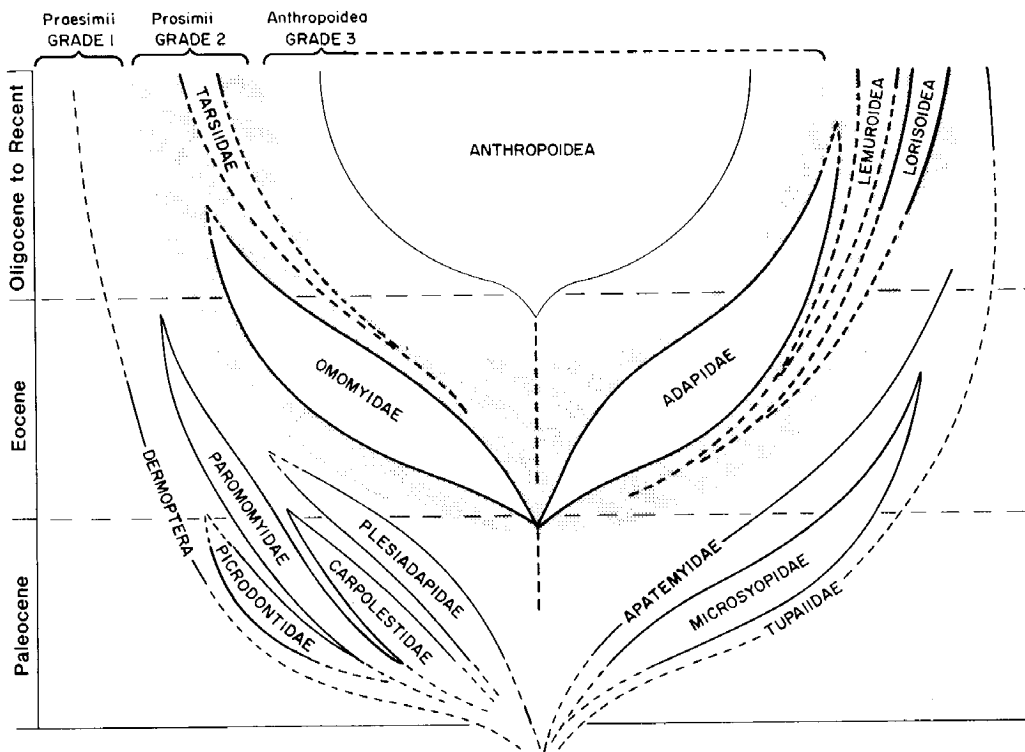 Praesimii
GRADE 1
Prosimii
GRADE 2
Anthropoidea
GRADE 3
Oligocene to Recent
Eocene
Paleocene
TARSIIDAE
ANTHROPOIDEA
LEMUROIDEA
LORISOIDEA
OMOMYIDAE
ADAPIDAE
DERMOPTERA
PAROMOMYIDAE
PICRODONTIDAE
PLESIADAPIDAE
CARPOLESTIDAE
APATEMYIDAE
MICROSYOPIDAE
TUPAIIDAE